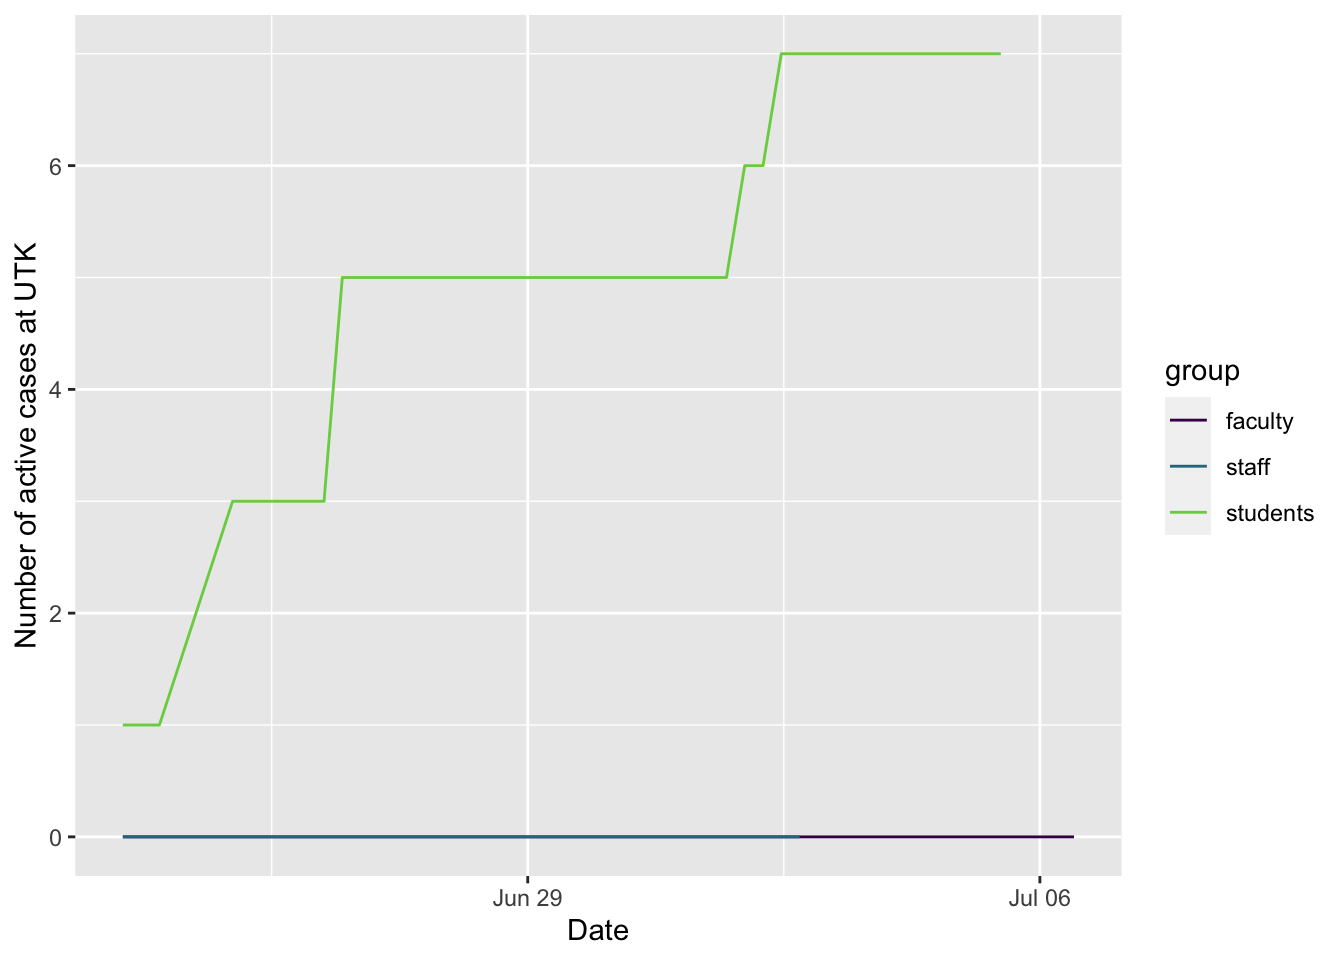 Number of active cases at UTK
6
4
2
0
Jun 29
Jul 06
Date
group
faculty
staff
students